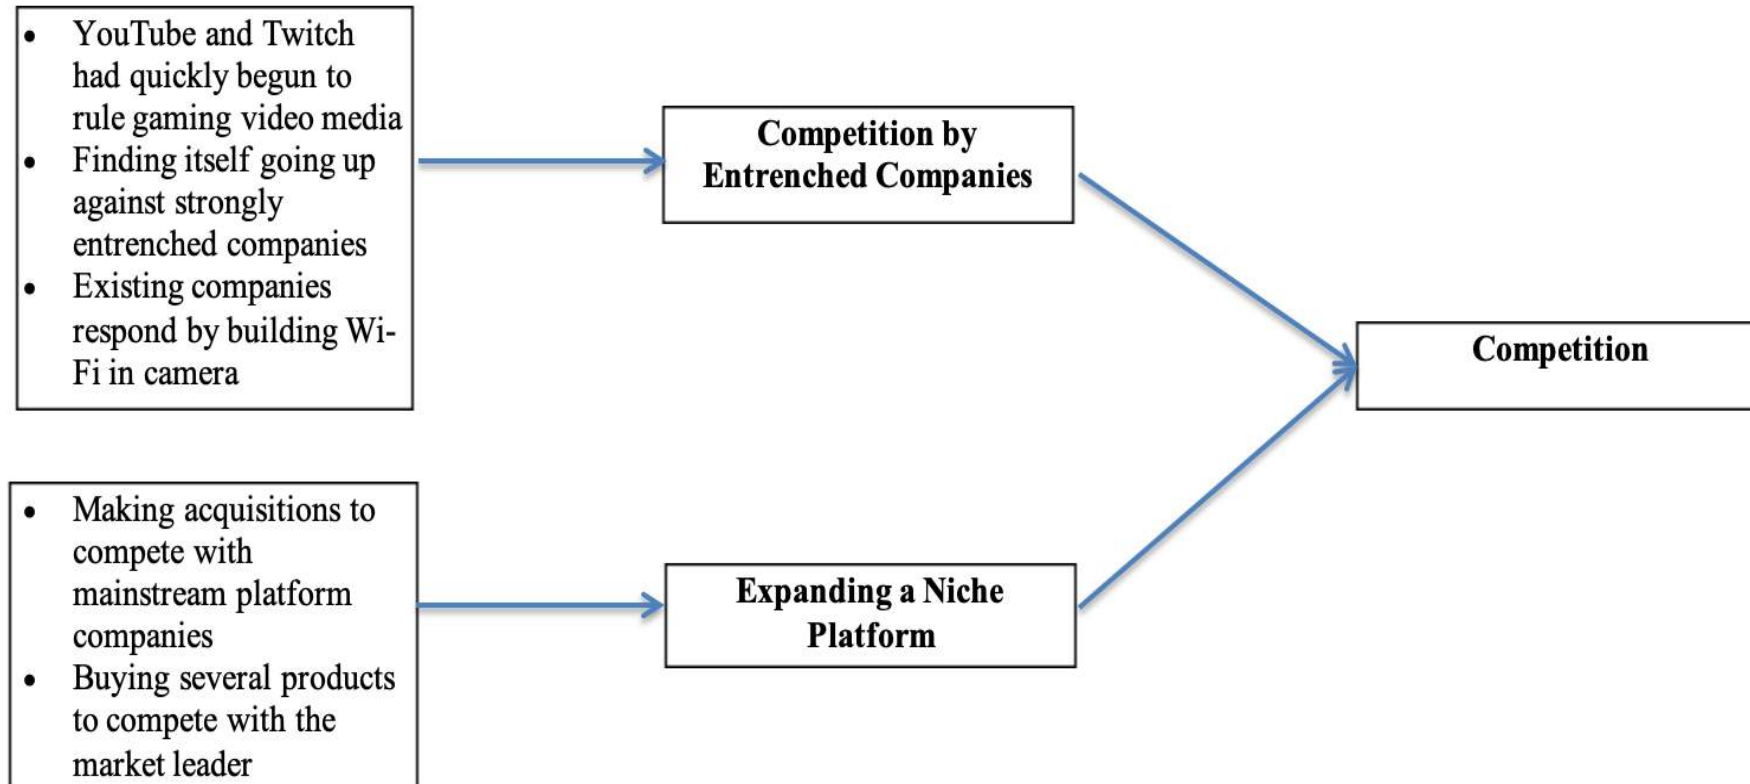 • YouTube and Twitch
had quickly begun to
rule gaming video media
• Finding itself going up
against strongly
entrenched companies
• Existing companies
respond by building Wi-
Fi in camera
Competition by
Entrenched Companies
• Making acquisitions to
compete with
mainstream platform
companies
• Buying several products
to compete with the
market leader
Expanding a Niche
Platform
Competition